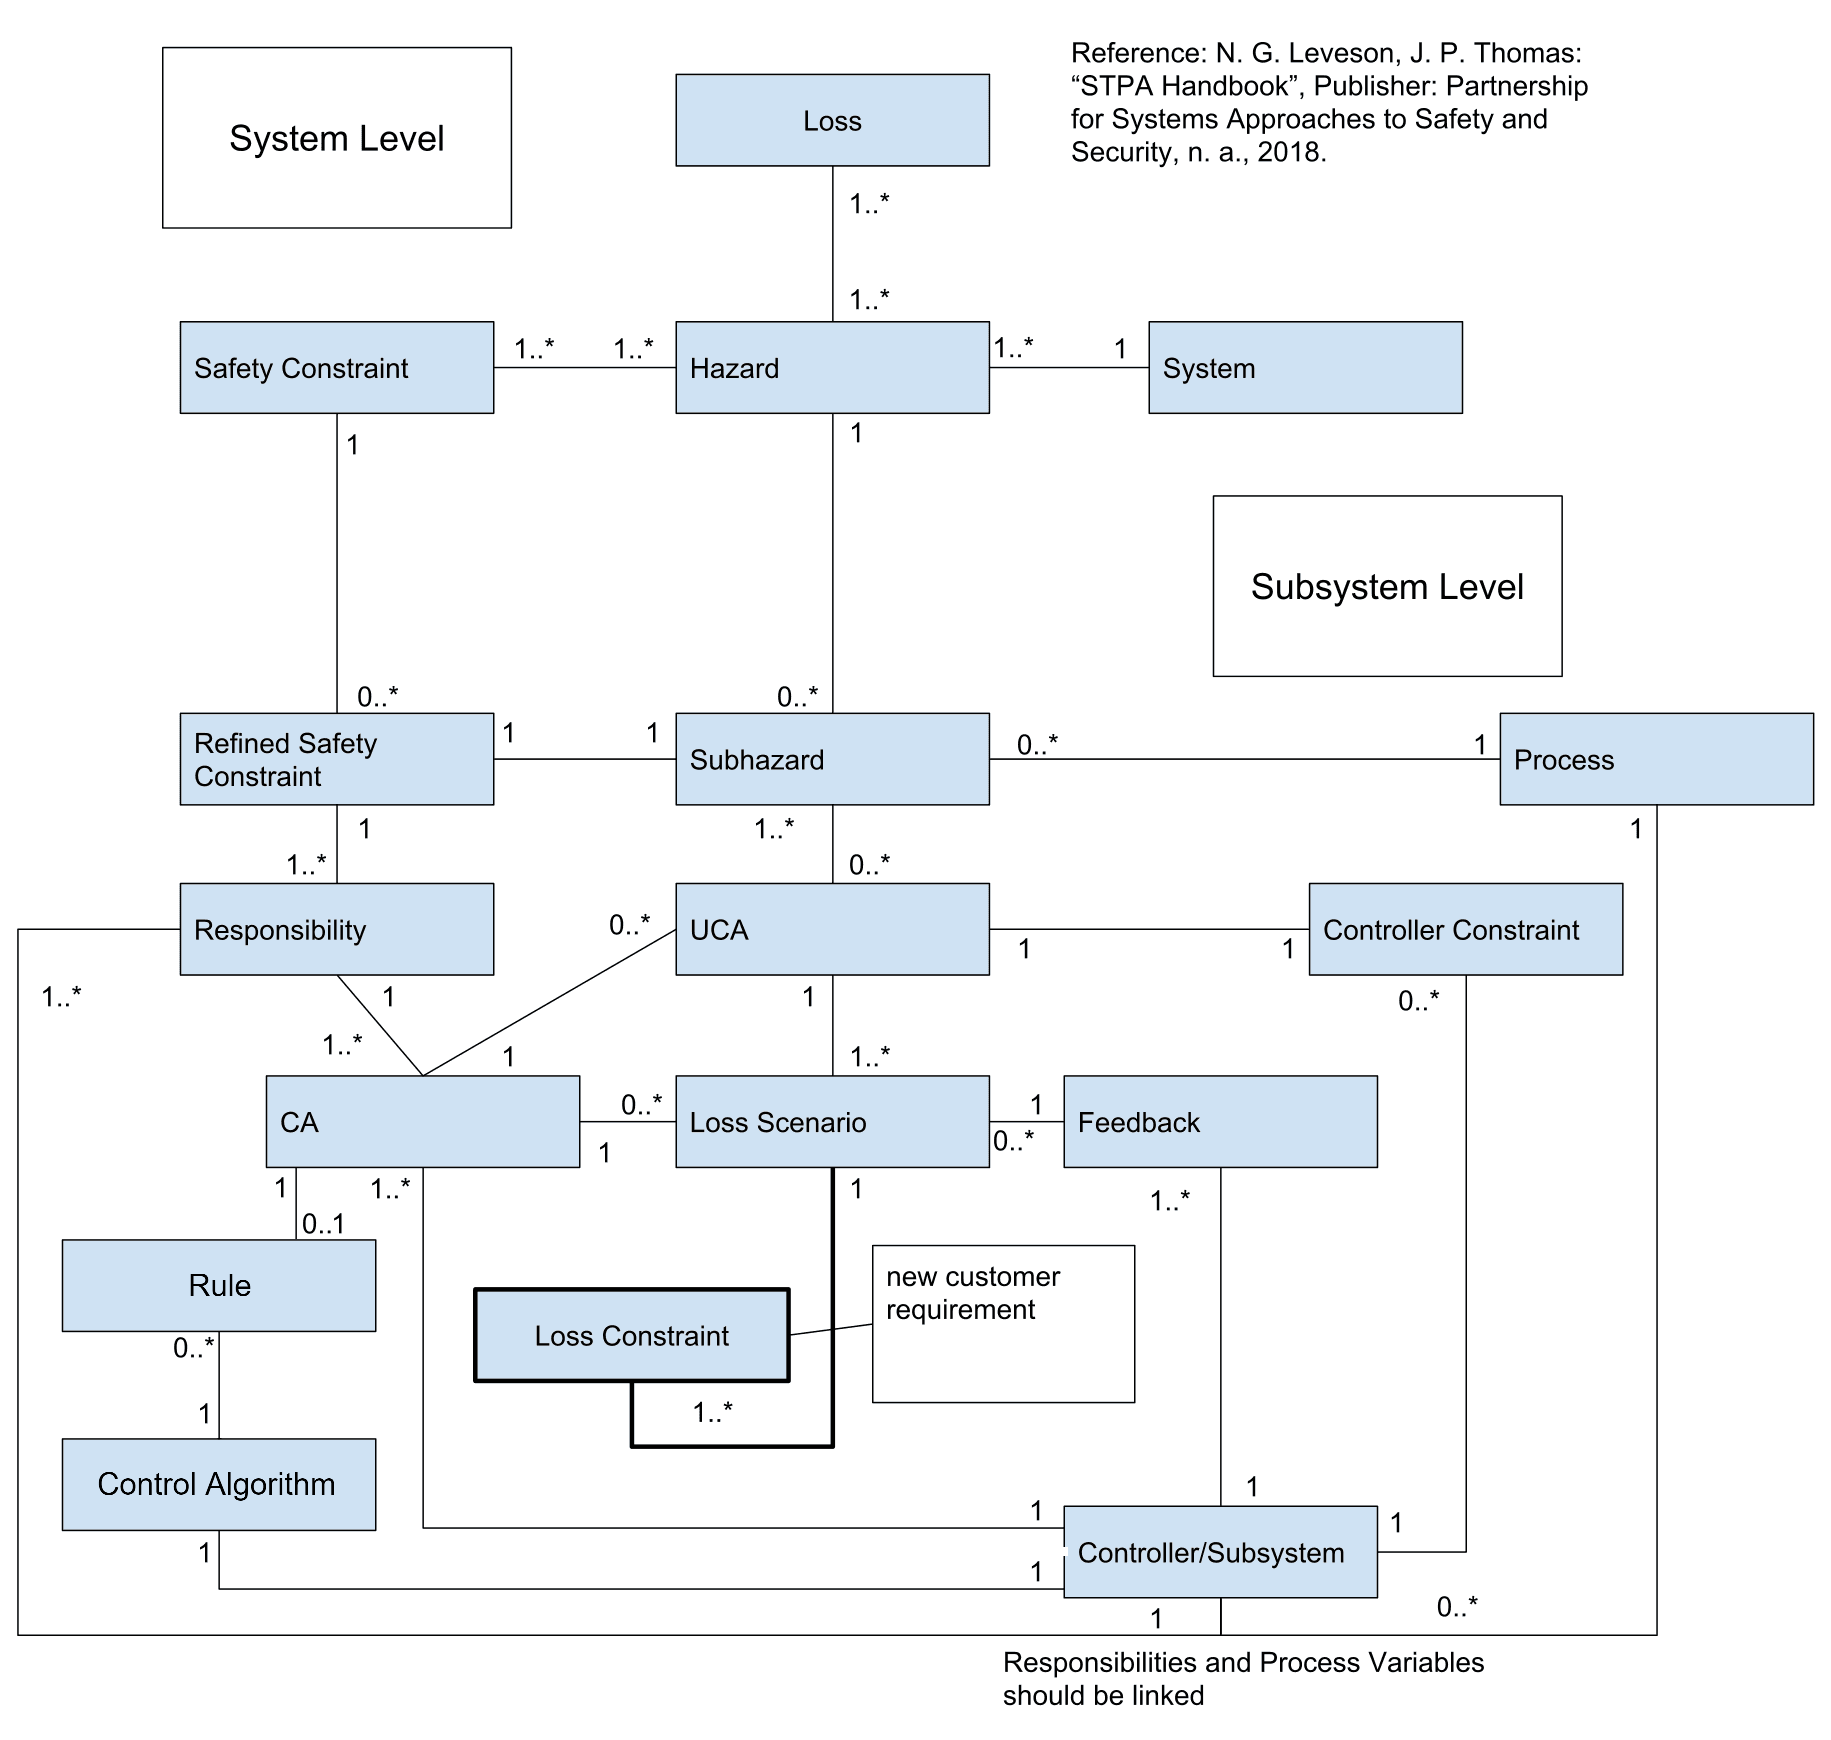 System Level
Loss
Reference: N. G. Leveson, J. P. Thomas:
“STPA Handbook”, Publisher: Partnership
for Systems Approaches to Safety and
Security, n. a., 2018.
1..*
1..*
Safety Constraint
1..*
1..*
Hazard
1..*
1
System
1
1
Subsystem Level
0..*
0..*
Refined Safety
Constraint
1
1
Subhazard
0..*
1
Process
1
1..*
1
1..*
0..*
Responsibility
0..*
UCA
1
1
Controller Constraint
1..*
1
1
0..*
1..*
1
1..*
CA
0..*
1
Loss Scenario
1
0..*
Feedback
1
1..*
1
1..*
0..1
Rule
new customer
requirement
Loss Constraint
0..*
1
1..*
Control Algorithm
1
1
1
1
1
Controller/Subsystem
1
1
0..*
Responsibilities and Process Variables
should be linked